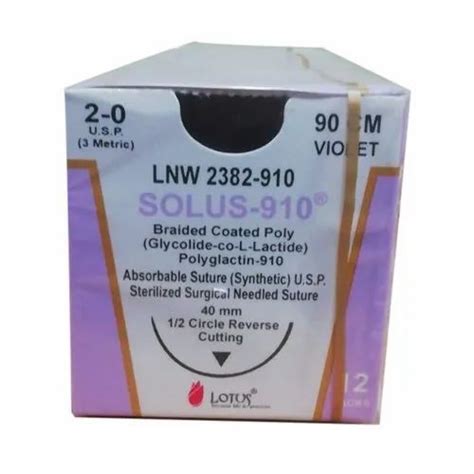 2-0
U.S.P.
(3 Metric)
90 CM
VIOLET
LNW 2382-910
SOLUS-910®
Braided Coated Poly
(Glycolide-co-L-Lactide)
Polyglactin-910
Absorbable Suture (Synthetic) U.S.P.
Sterilized Surgical Needled Suture
40 mm
1/2 Circle Reverse
Cutting
LOTUS®
12